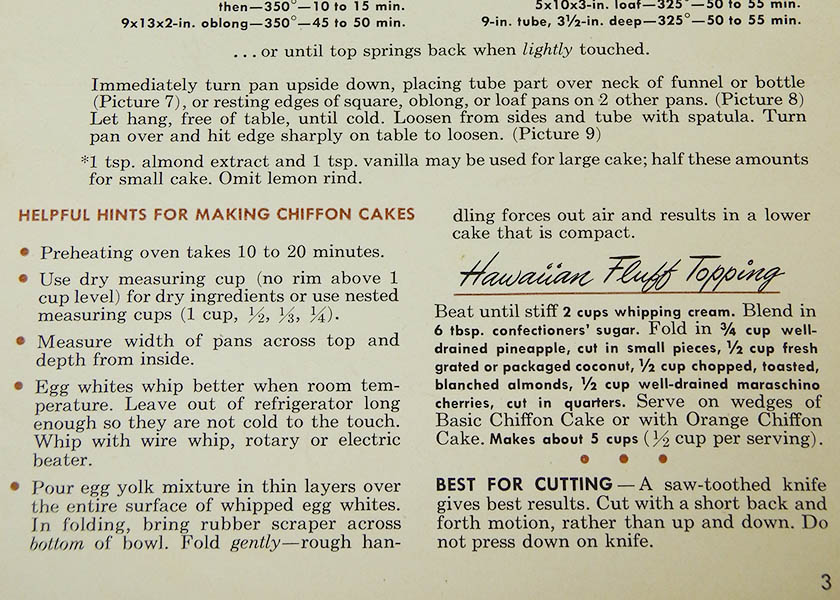 then—350°—10 to 15 min.
9x13x2-in. oblong—350°—45 to 50 min.
5x10x3-in. loaf—325°—50 to 55 min.
9-in. tube, 3½-in. deep—325°—50 to 55 min.
. . . or until top springs back when lightly touched.
Immediately turn pan upside down, placing tube part over neck of funnel or bottle
(Picture 7), or resting edges of square, oblong, or loaf pans on 2 other pans. (Picture 8)
Let hang, free of table, until cold. Loosen from sides and tube with spatula. Turn
pan over and hit edge sharply on table to loosen. (Picture 9)
*1 tsp. almond extract and 1 tsp. vanilla may be used for large cake; half these amounts
for small cake. Omit lemon rind.
HELPFUL HINTS FOR MAKING CHIFFON CAKES
• Preheating oven takes 10 to 20 minutes.
• Use dry measuring cup (no rim above 1
cup level) for dry ingredients or use nested
measuring cups (1 cup, ½, ⅓, ¼).
• Measure width of pans across top and
depth from inside.
• Egg whites whip better when room tem-
perature. Leave out of refrigerator long
enough so they are not cold to the touch.
Whip with wire whip, rotary or electric
beater.
• Pour egg yolk mixture in thin layers over
the entire surface of whipped egg whites.
In folding, bring rubber scraper across
bottom of bowl. Fold gently—rough han-
dling forces out air and results in a lower
cake that is compact.
Hawaiian Fluff Topping
Beat until stiff 2 cups whipping cream. Blend in
6 tbsp. confectioners' sugar. Fold in ¾ cup well-
drained pineapple, cut in small pieces, ½ cup fresh
grated or packaged coconut, ½ cup chopped, toasted,
blanched almonds, ½ cup well-drained maraschino
cherries, cut in quarters. Serve on wedges of
Basic Chiffon Cake or with Orange Chiffon
Cake. Makes about 5 cups (½ cup per serving).
• • •
BEST FOR CUTTING — A saw-toothed knife
gives best results. Cut with a short back and
forth motion, rather than up and down. Do
not press down on knife.
3